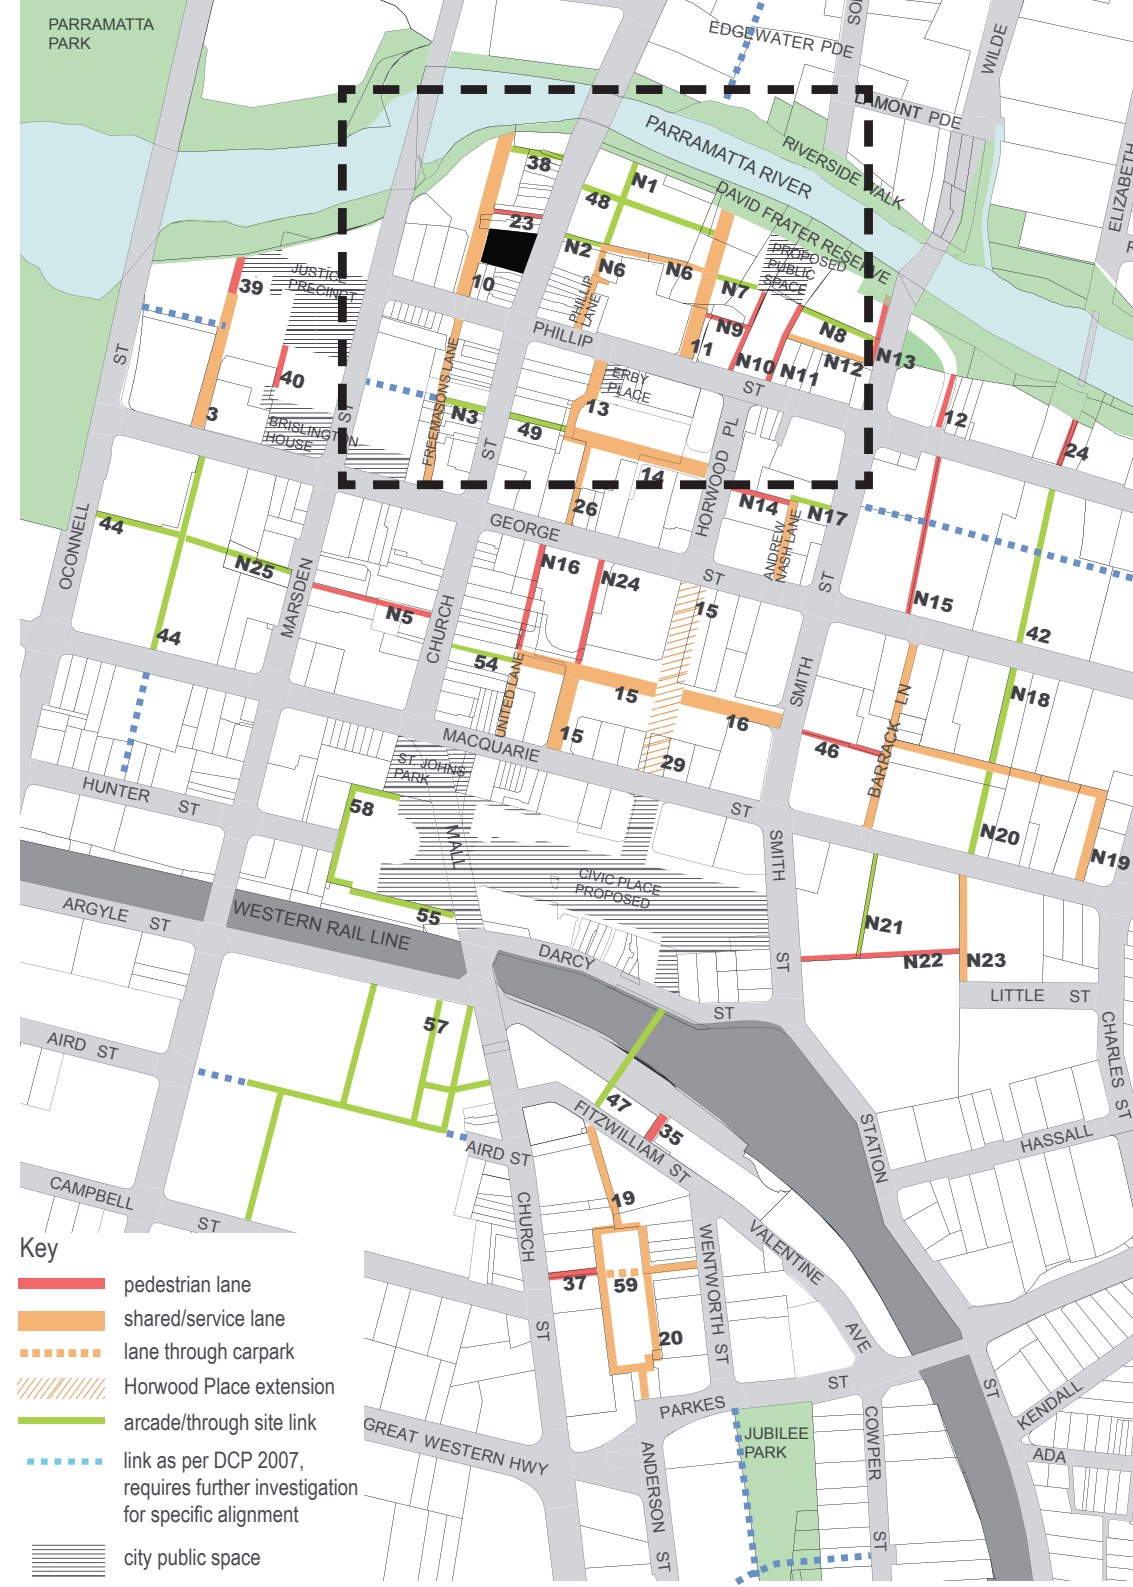 PARRAMATTA
PARK
EDGEWATER PDE
WILDE
LAMONT PDE
ELIZABETH
PARRAMATTA RIVER
RIVERSIDE WALK
DAVID FRATER RESERVE
38
N1
48
23
N2
N6
N6
PROPOSED
PUBLIC
SPACE
JUSTICE
PRECINCT
39
10
PHILLIP
LANE
N7
N8
PHILLIP
ST
11
N9
N10
N11
N12
N13
ST
40
3
BRISLINGTON
HOUSE
ST
FREEMASONS LANE
N3
49
ST
ERBY
PLACE
13
12
24
14
HORWOOD PL
26
N14
N17
ANDREW
NASH LANE
OCONNELL
44
N25
GEORGE
ST
ST
MARSDEN
N5
CHURCH
N16
N24
15
N15
42
44
54
UNITED LANE
15
15
16
SMITH
N18
MACQUARIE
ST
29
46
BARRACK LN
N20
N19
HUNTER ST
ST JOHNS
PARK
58
MALL
CIVIC PLACE
PROPOSED
SMITH
ST
N21
N22
N23
ARGYLE ST
WESTERN RAIL LINE
55
DARCY
ST
LITTLE ST
CHARLES ST
AIRD ST
57
47
35
FITZWILLIAM ST
STATION
HASSALL
AIRD ST
CAMPBELL
ST
CHURCH
ST
19
37
59
20
WENTWORTH ST
VALENTINE
AVE
PARKES
ST
ST
KENDALL
ADA
GREAT WESTERN HWY
ANDERSON ST
JUBILEE
PARK
COWPER ST
Key
pedestrian lane
shared/service lane
lane through carpark
Horwood Place extension
arcade/through site link
link as per DCP 2007,
requires further investigation
for specific alignment
city public space